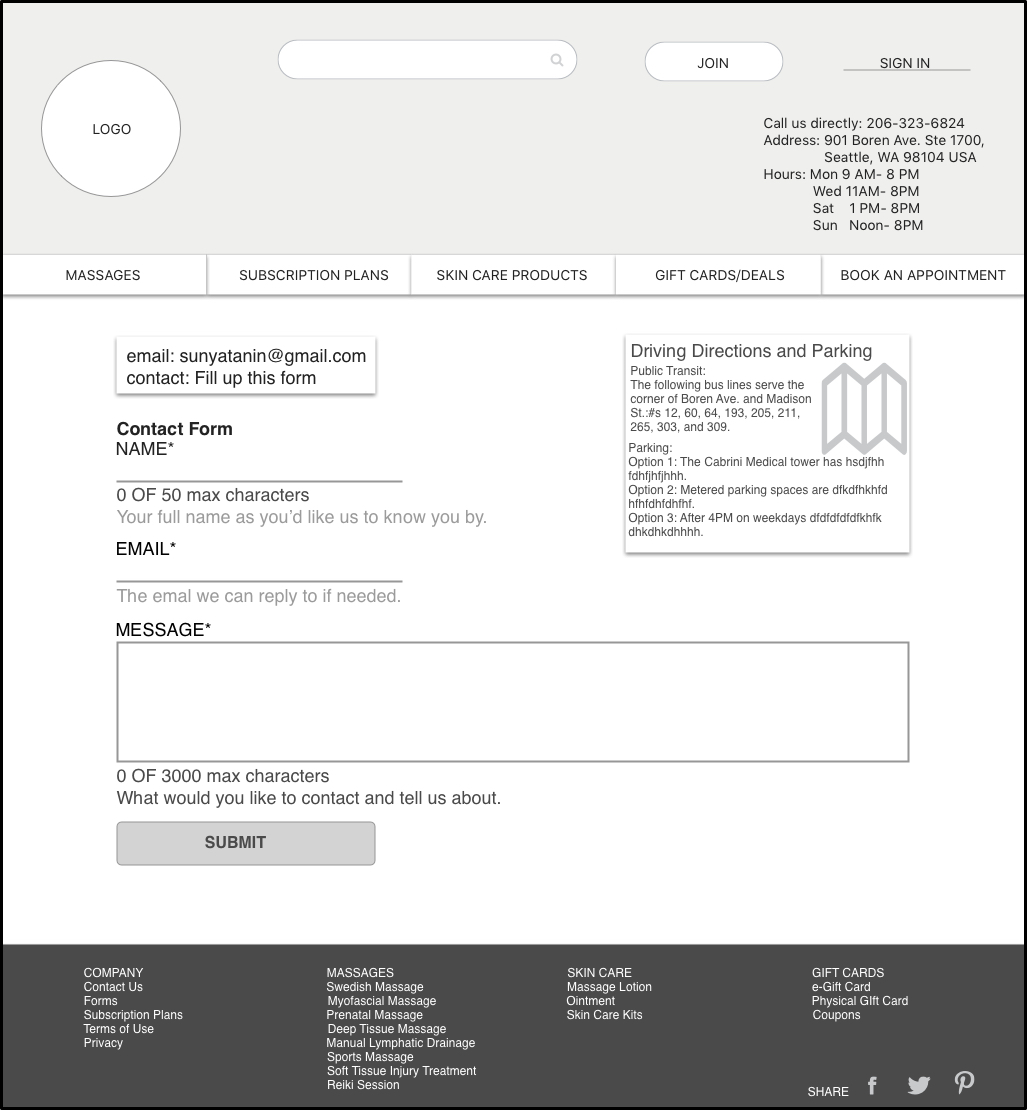 LOGO
JOIN
SIGN IN
Call us directly: 206-323-6824
Address: 901 Boren Ave. Ste 1700,
Seattle, WA 98104 USA
Hours: Mon 9 AM- 8 PM
Wed 11AM- 8PM
Sat 1 PM- 8PM
Sun Noon- 8PM
MASSAGES
SUBSCRIPTION PLANS
SKIN CARE PRODUCTS
GIFT CARDS/DEALS
BOOK AN APPOINTMENT
email: sunyatanin@gmail.com
contact: Fill up this form
Driving Directions and Parking
Public Transit:
The following bus lines serve the
corner of Boren Ave. and Madison
St.:#s 12, 60, 64, 193, 205, 211,
265, 303, and 309.
Parking:
Option 1: The Cabrini Medical tower has hsdjfhh
fdhfjhfjhhh.
Option 2: Metered parking spaces are dfkdfhkhfd
hfhfdhfdhfhf.
Option 3: After 4PM on weekdays dfdfdfdfdfkhfk
dhkdhkdhhhh.
Contact Form
NAME*
0 OF 50 max characters
Your full name as you’d like us to know you by.
EMAIL*
The emal we can reply to if needed.
MESSAGE*
0 OF 3000 max characters
What would you like to contact and tell us about.
SUBMIT
COMPANY
Contact Us
Forms
Subscription Plans
Terms of Use
Privacy
MASSAGES
Swedish Massage
Myofascial Massage
Prenatal Massage
Deep Tissue Massage
Manual Lymphatic Drainage
Sports Massage
Soft Tissue Injury Treatment
Reiki Session
SKIN CARE
Massage Lotion
Ointment
Skin Care Kits
GIFT CARDS
e-Gift Card
Physical GIft Card
Coupons
SHARE